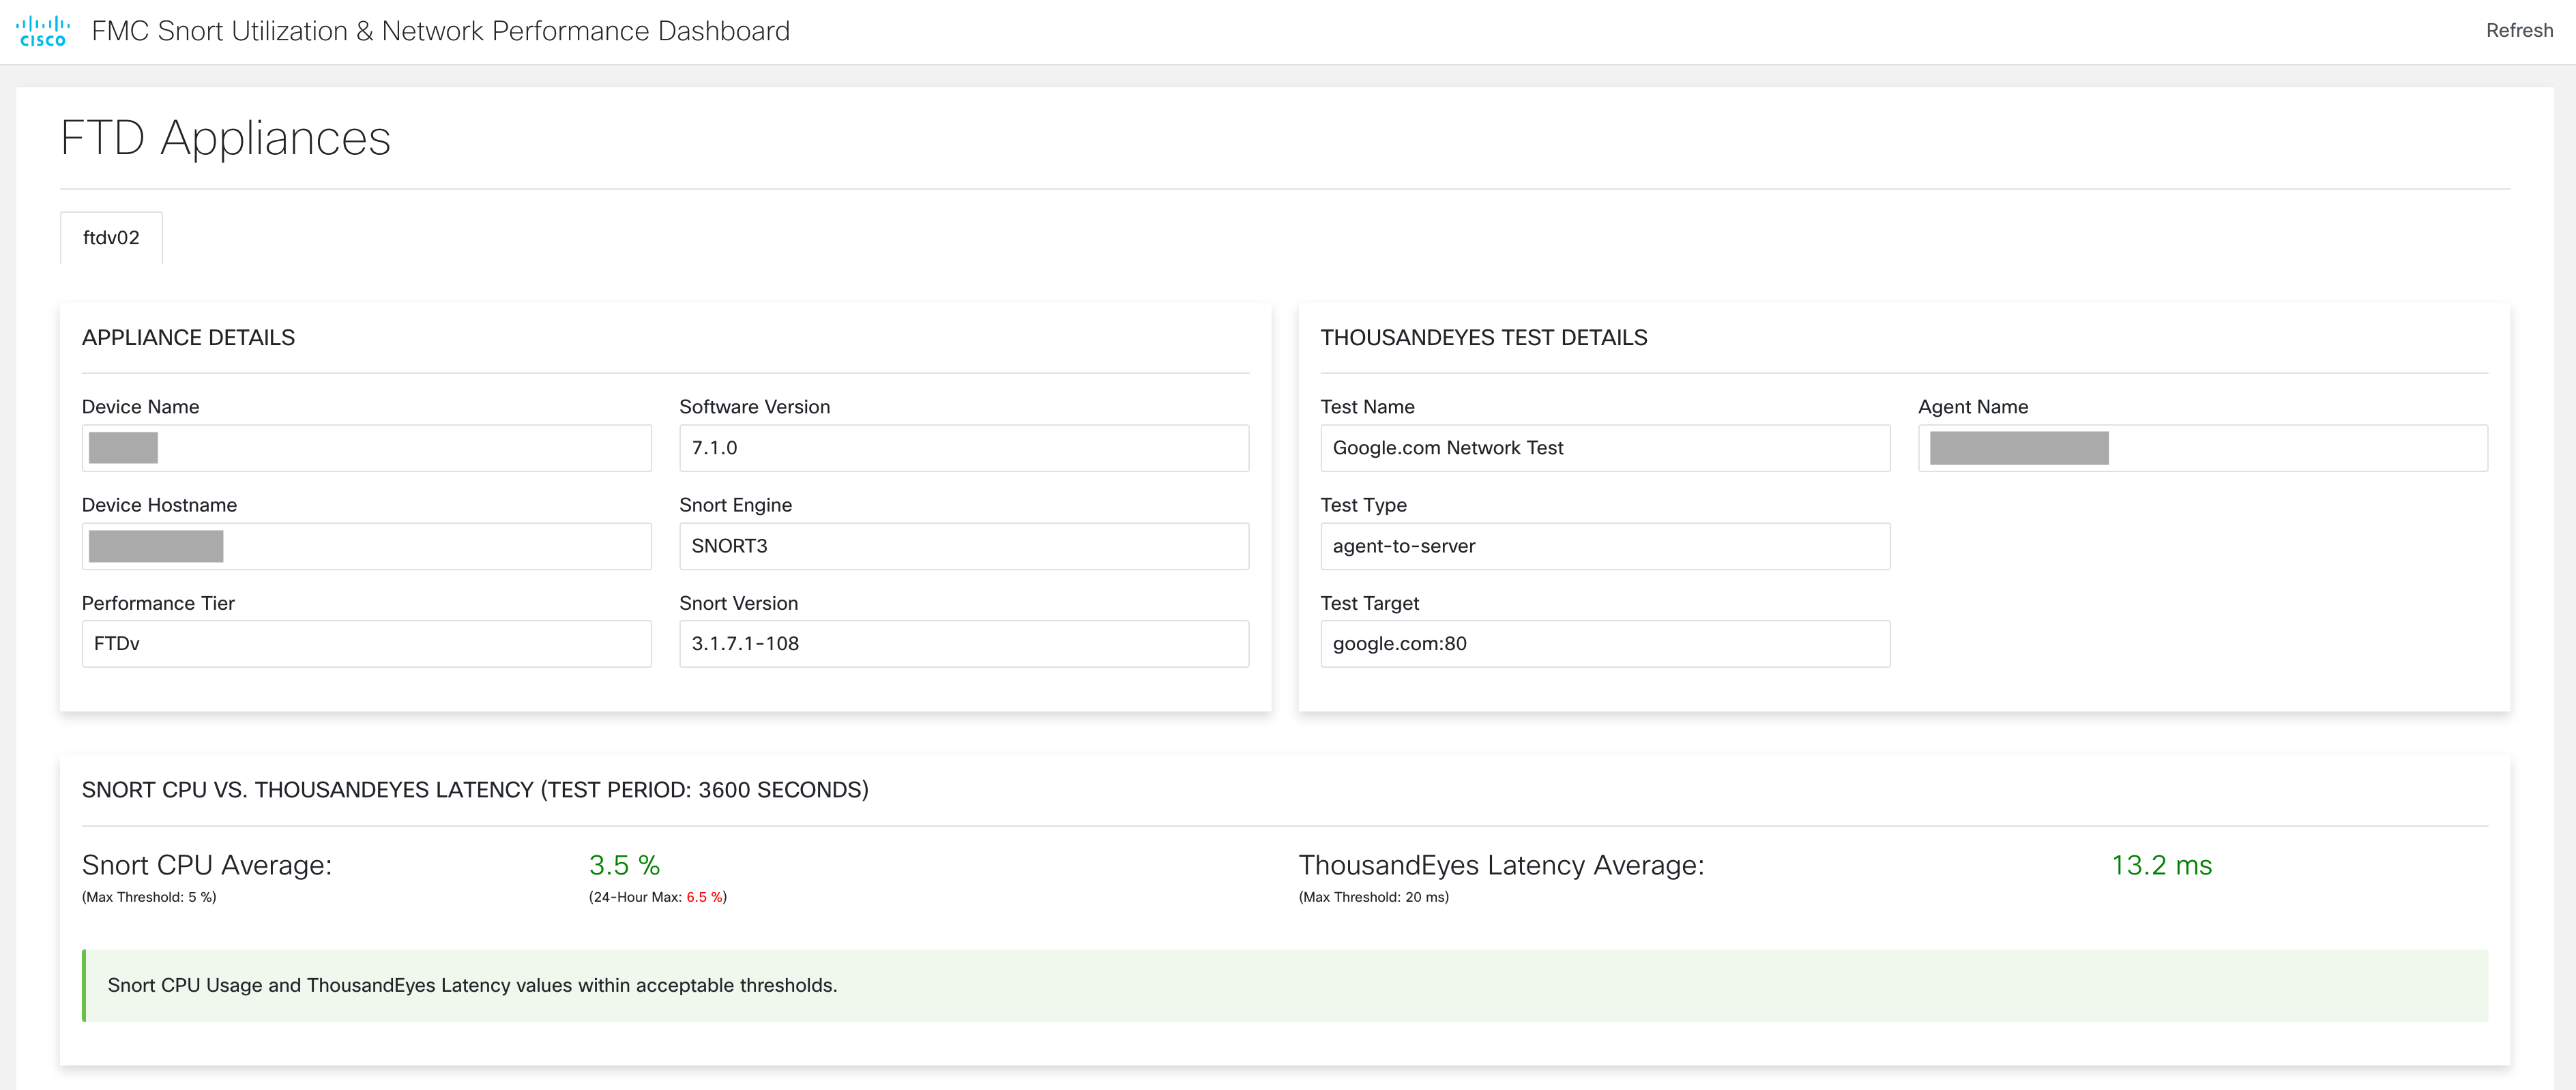 CISCO
FMC Snort Utilization & Network Performance Dashboard
Refresh
FTD Appliances
ftdv02
APPLIANCE DETAILS
Device Name
Software Version
7.1.0
Device Hostname
Snort Engine
SNORT3
Performance Tier
Snort Version
FTDv
3.1.7.1-108
THOUSANDEYES TEST DETAILS
Test Name
Agent Name
Google.com Network Test
Test Type
agent-to-server
Test Target
google.com:80
SNORT CPU VS. THOUSANDEYES LATENCY (TEST PERIOD: 3600 SECONDS)
Snort CPU Average:
3.5 %
(Max Threshold: 5 %)
(24-Hour Max: 6.5 %)
ThousandEyes Latency Average:
13.2 ms
(Max Threshold: 20 ms)
Snort CPU Usage and ThousandEyes Latency values within acceptable thresholds.